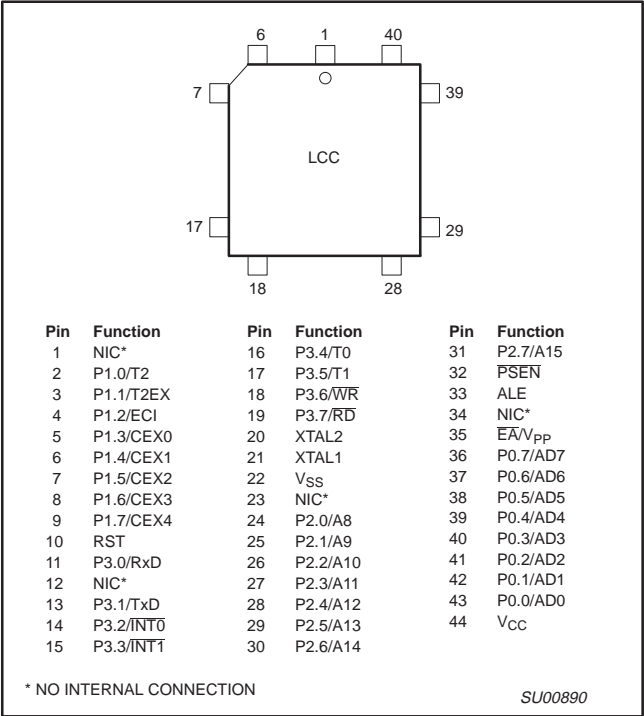 6 1 40
7 39
LCC
17 29
18 28
Pin Function Pin Function Pin Function
1 NIC* 16 P3.4/T0 31 P2.7/A15
2 P1.0/T2 17 P3.5/T1 32 P̅S̅E̅N̅
3 P1.1/T2EX 18 P3.6/W̅R̅ 33 ALE
4 P1.2/ECI 19 P3.7/R̅D̅ 34 NIC*
5 P1.3/CEX0 20 XTAL2 35 E̅A̅/VPP
6 P1.4/CEX1 21 XTAL1 36 P0.7/AD7
7 P1.5/CEX2 22 VSS 37 P0.6/AD6
8 P1.6/CEX3 23 NIC* 38 P0.5/AD5
9 P1.7/CEX4 24 P2.0/A8 39 P0.4/AD4
10 RST 25 P2.1/A9 40 P0.3/AD3
11 P3.0/RxD 26 P2.2/A10 41 P0.2/AD2
12 NIC* 27 P2.3/A11 42 P0.1/AD1
13 P3.1/TxD 28 P2.4/A12 43 P0.0/AD0
14 P3.2/I̅N̅T̅0̅ 29 P2.5/A13 44 VCC
15 P3.3/I̅N̅T̅1̅ 30 P2.6/A14
* NO INTERNAL CONNECTION
SU00890